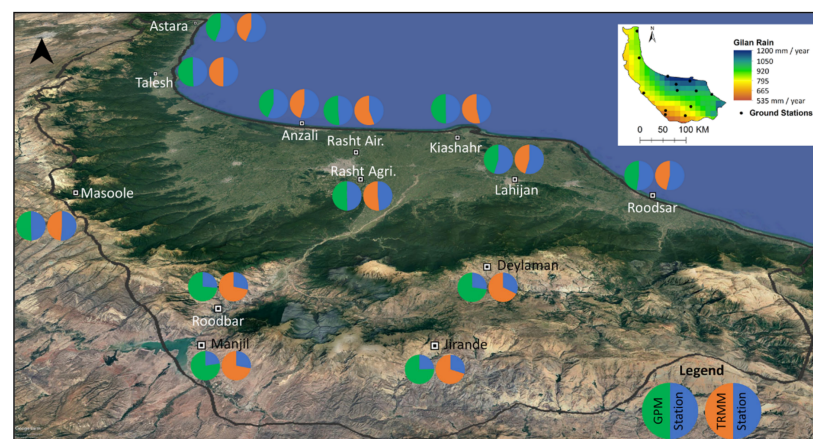 Astara
Talesh
Anzali
Rasht Air.
Kiashahr
Rasht Agri.
Lahijan
Masoole
Roodsar
Deylaman
Roodbar
Manjil
Jirande
N
Gilan Rain
1200 mm / year
1050
920
795
665
535 mm / year
• Ground Stations
0 50 100 KM
Legend
GPM
Station
TRMM
Station